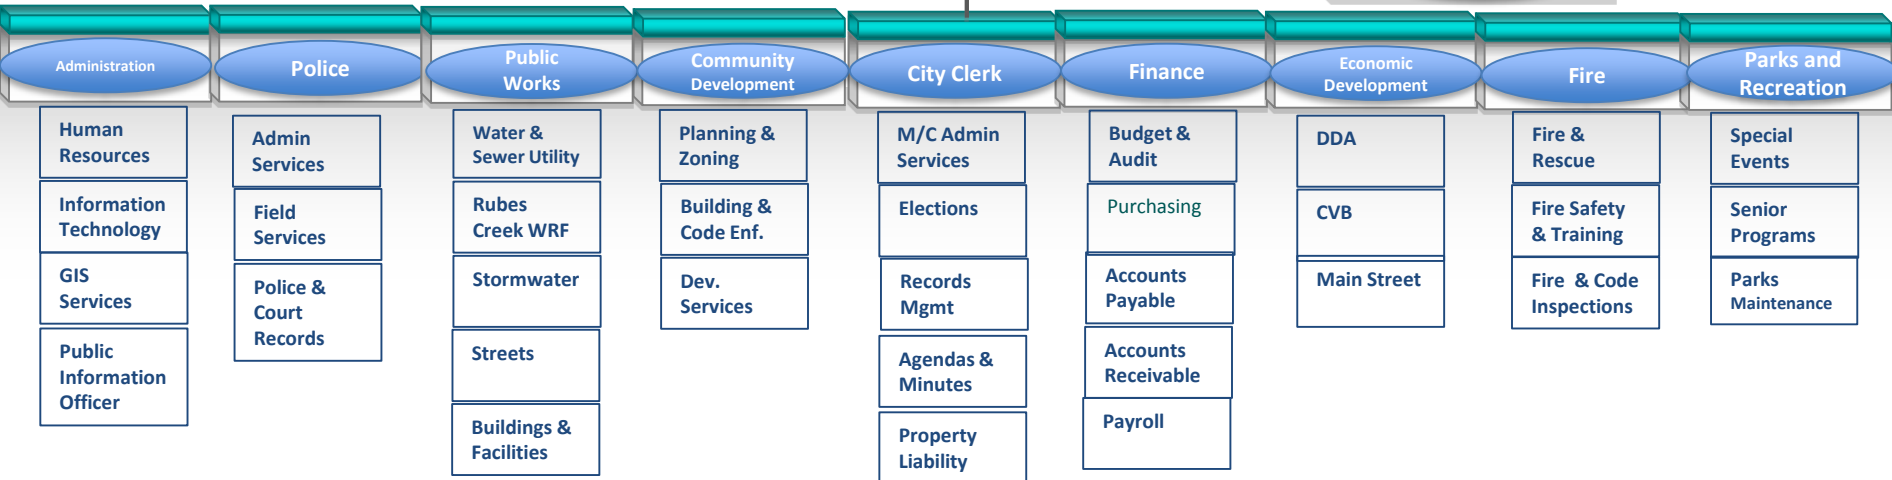 Administration
Human
Resources
Information
Technology
GIS
Services
Public
Information
Officer
Police
Admin
Services
Field
Services
Police &
Court
Records
Public
Works
Water &
Sewer Utility
Rubes
Creek WRF
Stormwater
Streets
Buildings &
Facilities
Community
Development
Planning &
Zoning
Building &
Code Enf.
Dev.
Services
City Clerk
M/C Admin
Services
Elections
Records
Mgmt
Agendas &
Minutes
Property
Liability
Finance
Budget &
Audit
Purchasing
Accounts
Payable
Accounts
Receivable
Payroll
Economic
Development
DDA
CVB
Main Street
Fire
Fire &
Rescue
Fire Safety
& Training
Fire & Code
Inspections
Parks and
Recreation
Special
Events
Senior
Programs
Parks
Maintenance